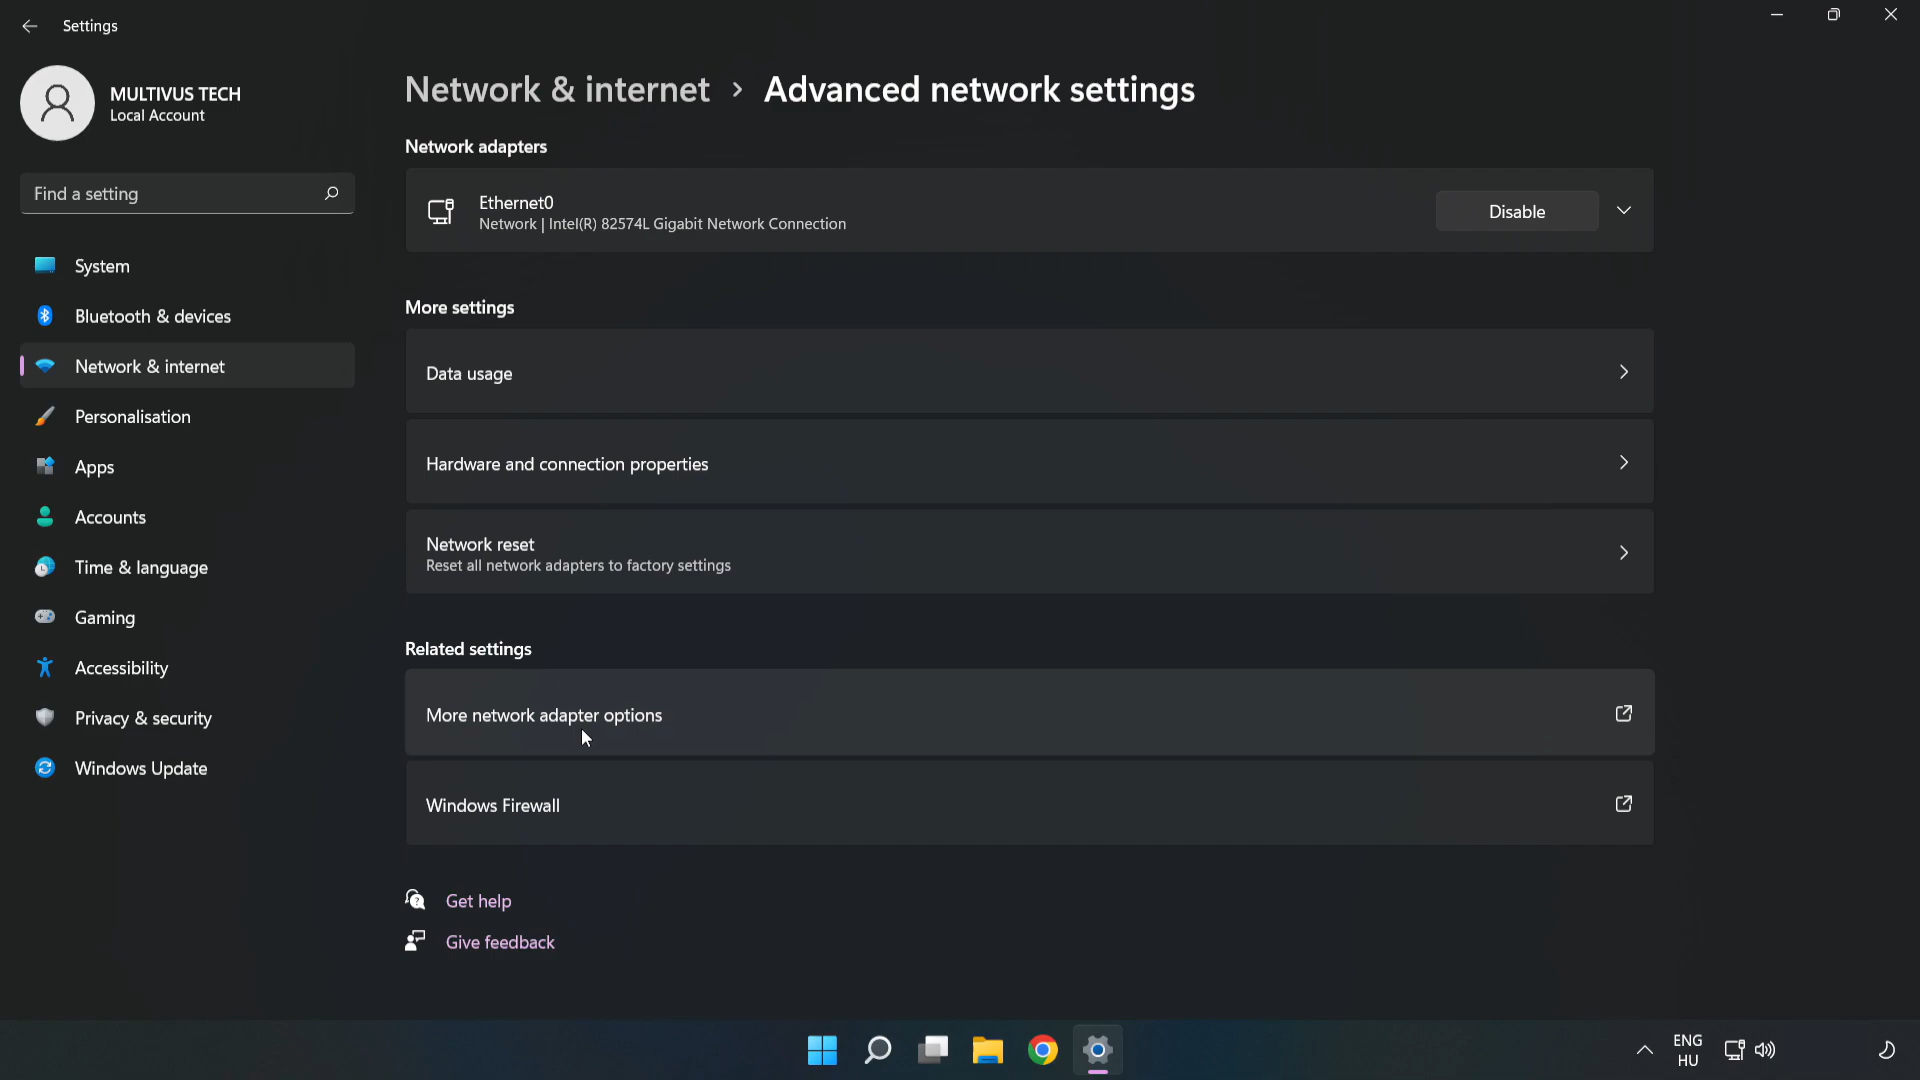 Settings
MULTIVUS TECH
Local Account
Find a setting
System
Bluetooth & devices
Network & internet
Personalisation
Apps
Accounts
Time & language
Gaming
Accessibility
Privacy & security
Windows Update
Network & internet > Advanced network settings
Network adapters
Ethernet0
Network | Intel(R) 82574L Gigabit Network Connection
Disable
More settings
Data usage
Hardware and connection properties
Network reset
Reset all network adapters to factory settings
Related settings
More network adapter options
Windows Firewall
Get help
Give feedback
ENG
HU